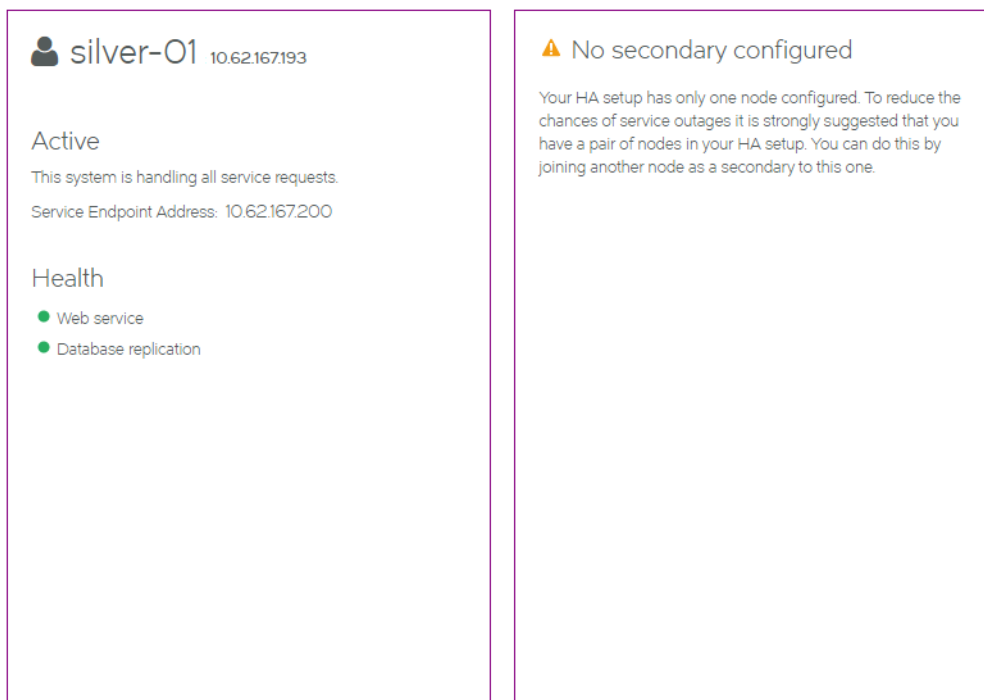 silver-01 10.62.167.193
Active
This system is handling all service requests.
Service Endpoint Address: 10.62.167.200
Health
Web service
Database replication
No secondary configured
Your HA setup has only one node configured. To reduce the
chances of service outages it is strongly suggested that you
have a pair of nodes in your HA setup. You can do this by
joining another node as a secondary to this one.